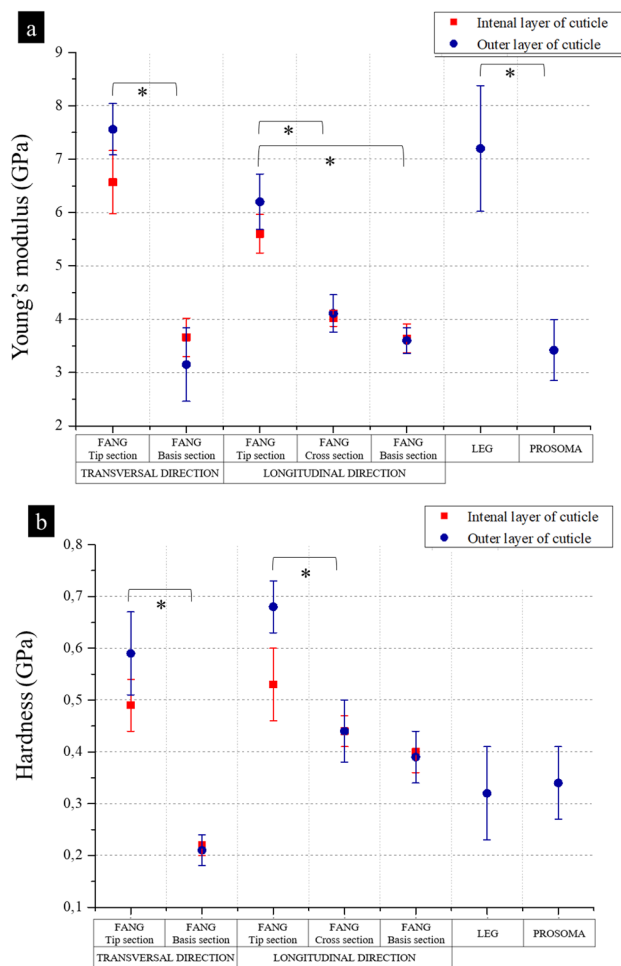 a
Intenal layer of cuticle
Outer layer of cuticle
9
8
7
6
5
4
3
2
Young's modulus (GPa)
*
*
*
*
FANG
Tip section
FANG
Basis section
FANG
Tip section
FANG
Cross section
FANG
Basis section
LEG
PROSOMA
TRANSVERSAL DIRECTION
LONGITUDINAL DIRECTION
b
Intenal layer of cuticle
Outer layer of cuticle
0,8
0,7
0,6
0,5
0,4
0,3
0,2
0,1
Hardness (GPa)
*
*
FANG
Tip section
FANG
Basis section
FANG
Tip section
FANG
Cross section
FANG
Basis section
LEG
PROSOMA
TRANSVERSAL DIRECTION
LONGITUDINAL DIRECTION